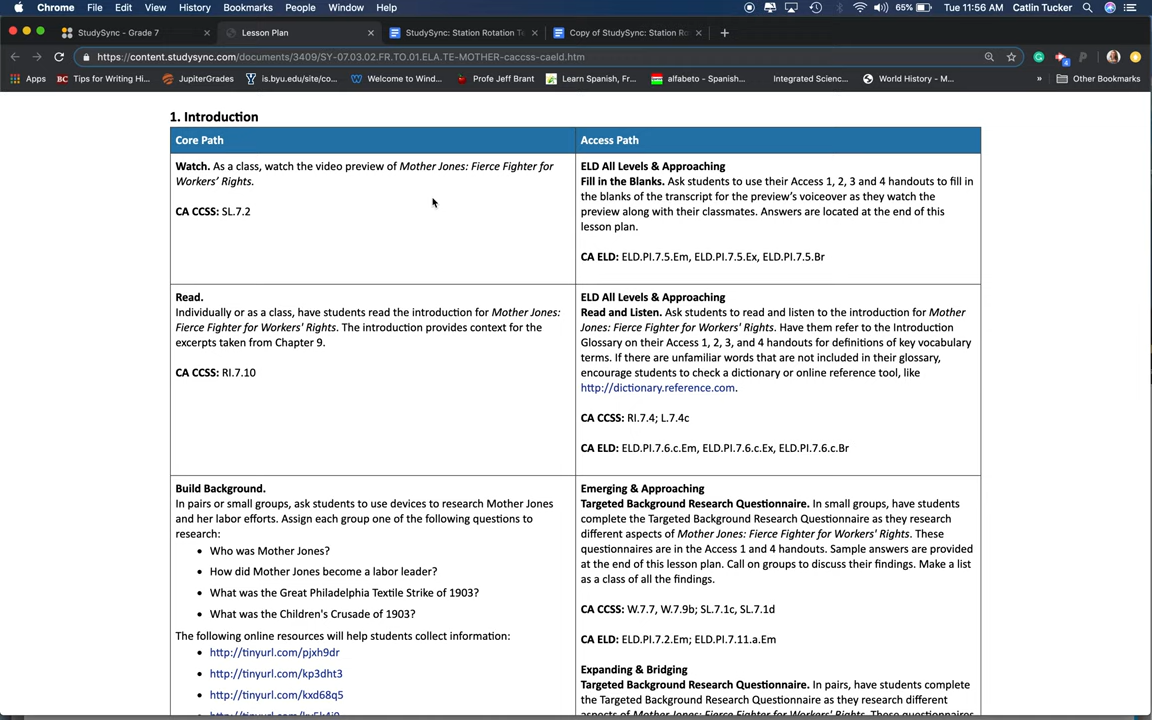 Chrome File Edit View History Bookmarks People Window Help 65% Tue 11:56 AM Catlin Tucker
StudySync - Grade 7 Lesson Plan StudySync: Station Rotation Te Copy of StudySync: Station Ro
https://content.studysync.com/documents/3409/SY-07.03.02.FR.TO.01.ELA.TE-MOTHER-caccss-caeld.htm
Apps Tips for Writing Hi... JupiterGrades is.byu.edu/site/co... Welcome to Wind... Profe Jeff Brant Learn Spanish, Fr... alfabeto - Spanish... Integrated Scienc... World History - M... » Other Bookmarks
1. Introduction
Core Path Access Path
Watch. As a class, watch the video preview of Mother Jones: Fierce Fighter for
Workers’ Rights.
CA CCSS: SL.7.2
ELD All Levels & Approaching
Fill in the Blanks. Ask students to use their Access 1, 2, 3 and 4 handouts to fill in
the blanks of the transcript for the preview’s voiceover as they watch the
preview along with their classmates. Answers are located at the end of this
lesson plan.
CA ELD: ELD.PI.7.5.Em, ELD.PI.7.5.Ex, ELD.PI.7.5.Br
Read.
Individually or as a class, have students read the introduction for Mother Jones:
Fierce Fighter for Workers' Rights. The introduction provides context for the
excerpts taken from Chapter 9.
CA CCSS: RI.7.10
ELD All Levels & Approaching
Read and Listen. Ask students to read and listen to the introduction for Mother
Jones: Fierce Fighter for Workers' Rights. Have them refer to the Introduction
Glossary on their Access 1, 2, 3, and 4 handouts for definitions of key vocabulary
terms. If there are unfamiliar words that are not included in their glossary,
encourage students to check a dictionary or online reference tool, like
http://dictionary.reference.com.
CA CCSS: RI.7.4; L.7.4c
CA ELD: ELD.PI.7.6.c.Em, ELD.PI.7.6.c.Ex, ELD.PI.7.6.c.Br
Build Background.
In pairs or small groups, ask students to use devices to research Mother Jones
and her labor efforts. Assign each group one of the following questions to
research:
• Who was Mother Jones?
• How did Mother Jones become a labor leader?
• What was the Great Philadelphia Textile Strike of 1903?
• What was the Children's Crusade of 1903?
The following online resources will help students collect information:
• http://tinyurl.com/pjxh9dr
• http://tinyurl.com/kp3dht3
• http://tinyurl.com/kxd68q5
Emerging & Approaching
Targeted Background Research Questionnaire. In small groups, have students
complete the Targeted Background Research Questionnaire as they research
different aspects of Mother Jones: Fierce Fighter for Workers' Rights. These
questionnaires are in the Access 1 and 4 handouts. Sample answers are provided
at the end of this lesson plan. Call on groups to discuss their findings. Make a list
as a class of all the findings.
CA CCSS: W.7.7, W.7.9b; SL.7.1c, SL.7.1d
CA ELD: ELD.PI.7.2.Em; ELD.PI.7.11.a.Em
Expanding & Bridging
Targeted Background Research Questionnaire. In pairs, have students complete
the Targeted Background Research Questionnaire as they research different
aspects of Mother Jones: Fierce Fighter for Workers' Rights. These questionnaires